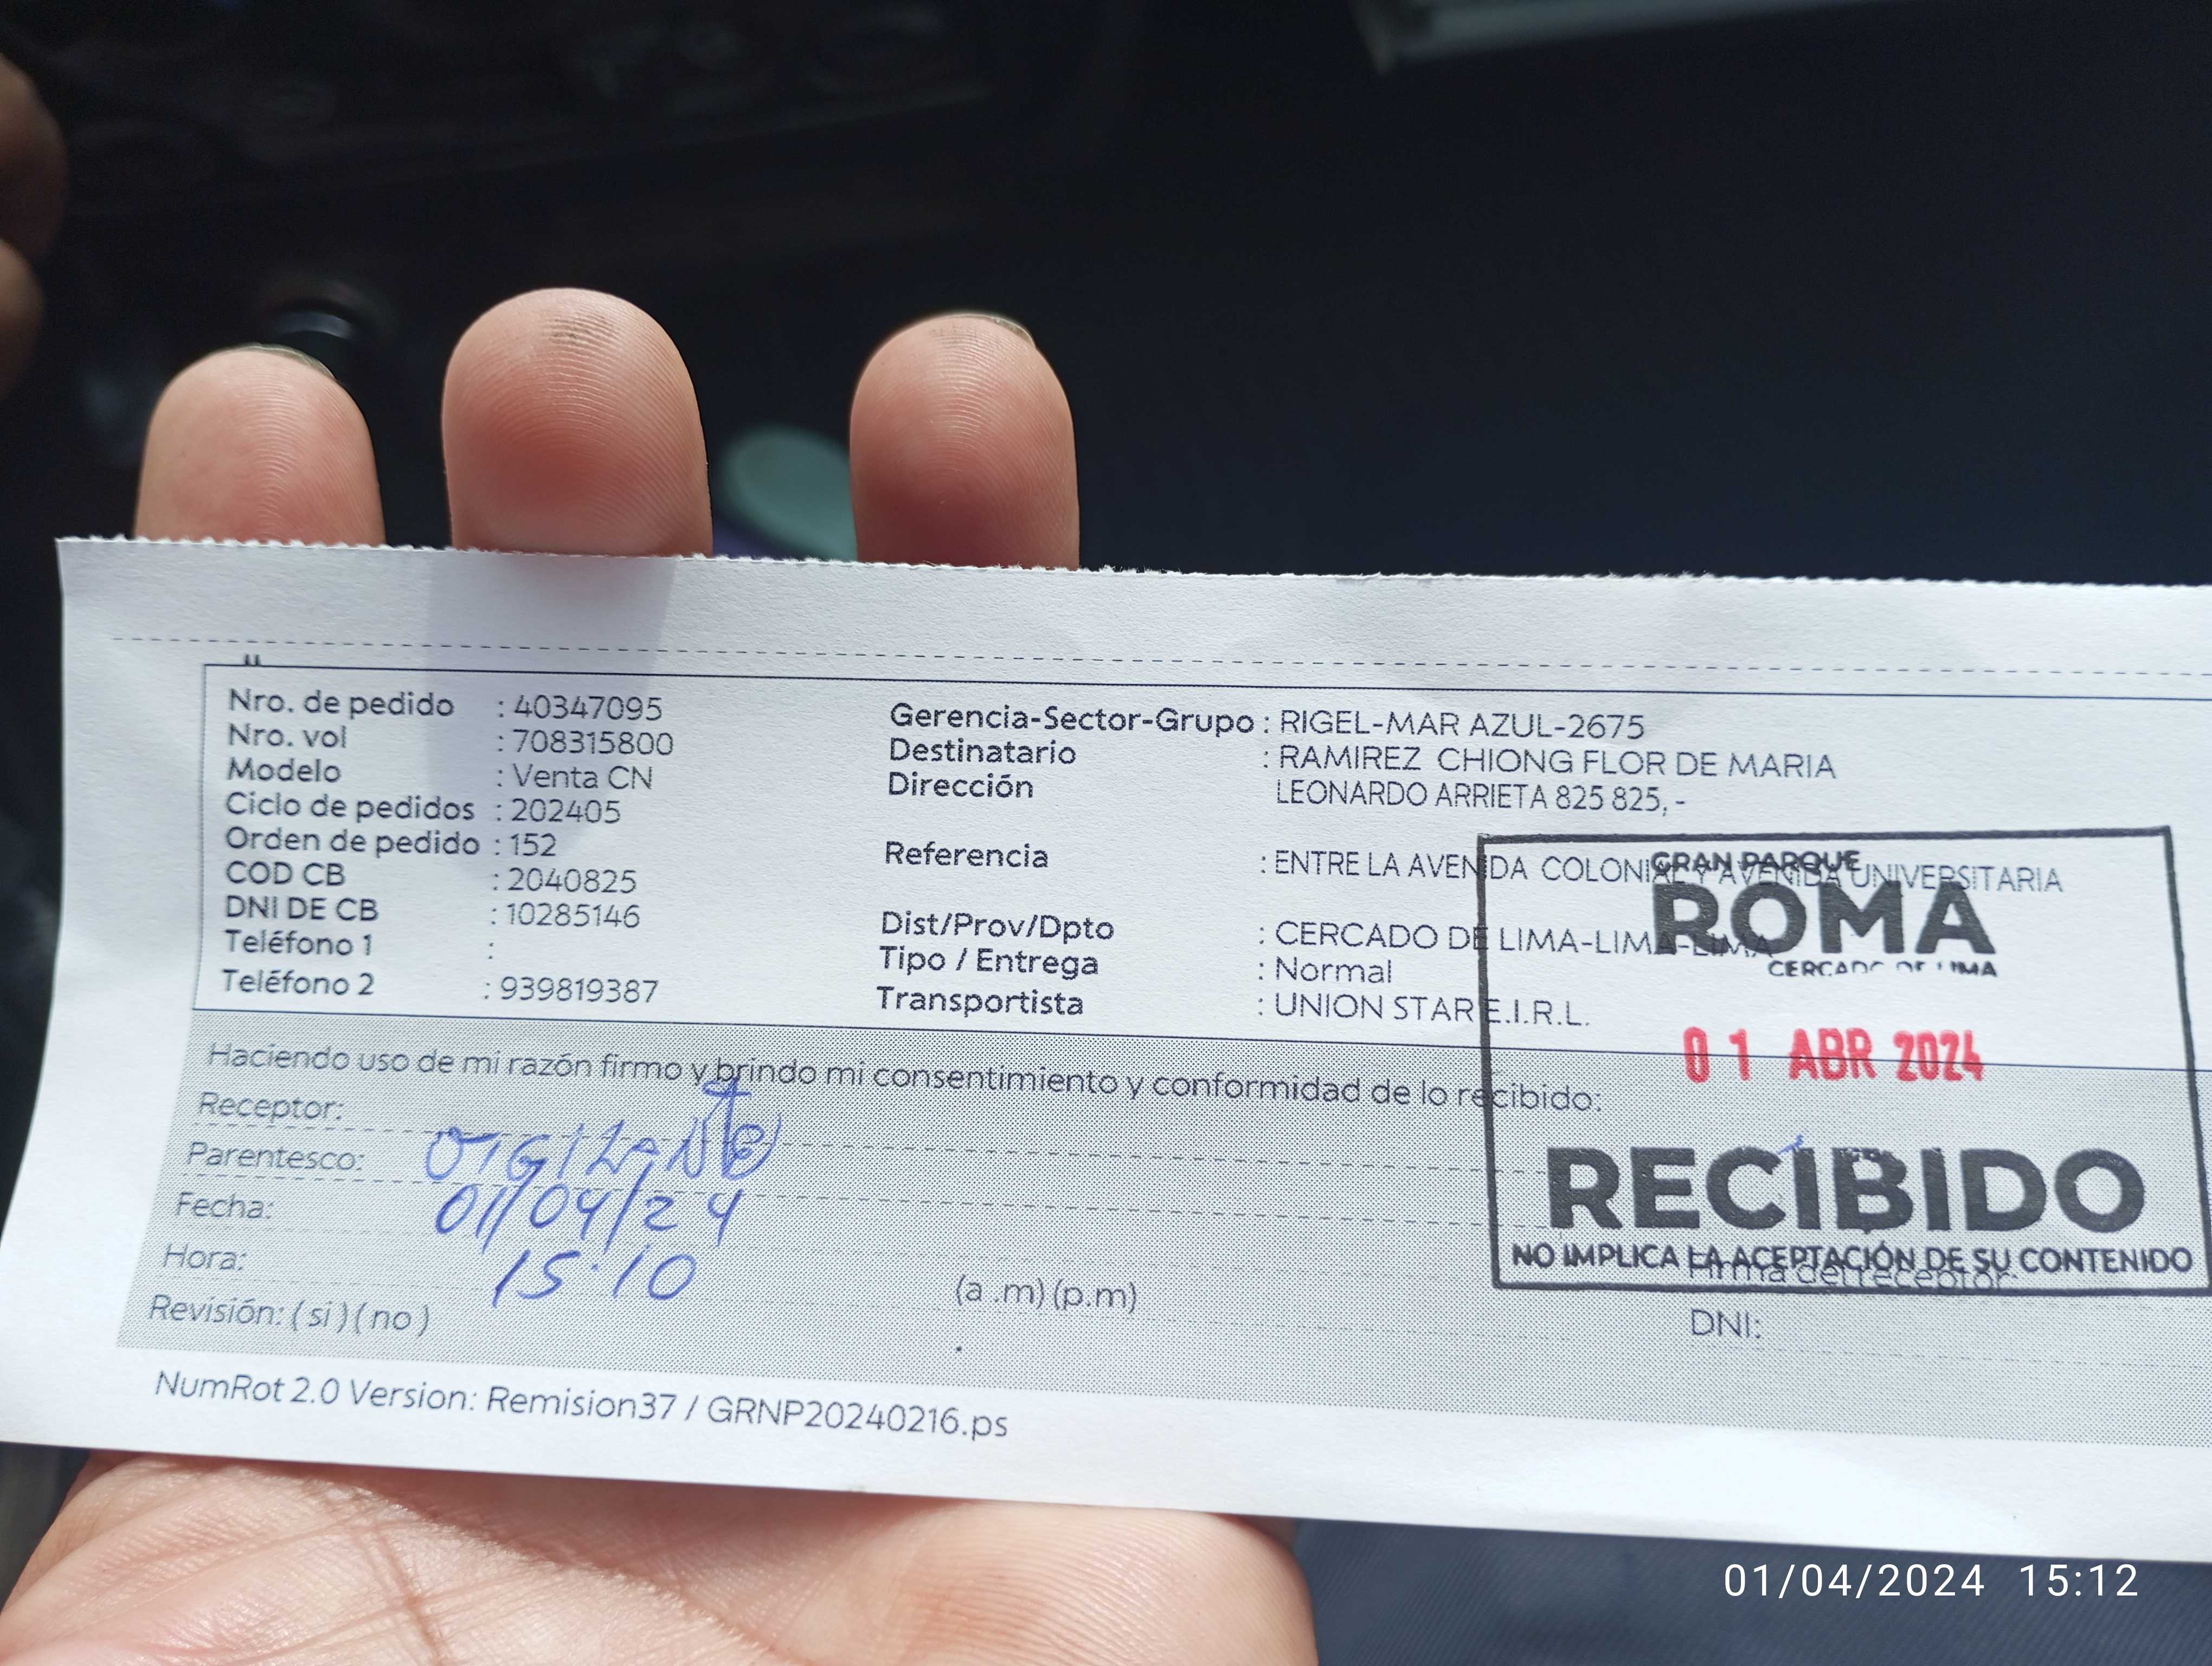 Nro. de pedido : 40347095
Nro. vol : 708315800
Modelo : Venta CN
Ciclo de pedidos : 202405
Orden de pedido : 152
COD CB : 2040825
DNI DE CB : 10285146
Teléfono 1 :
Teléfono 2 : 939819387
Gerencia-Sector-Grupo : RIGEL-MAR AZUL-2675
Destinatario : RAMIREZ CHIONG FLOR DE MARIA
Dirección LEONARDO ARRIETA 825 825, -
Referencia : ENTRE LA AVENIDA COLONIAL Y AVENIDA UNIVERSITARIA
Dist/Prov/Dpto : CERCADO DE LIMA-LIMA-LIMA
Tipo / Entrega : Normal
Transportista : UNION STAR E.I.R.L.
GRAN PARQUE
ROMA
CERCADO DE LIMA
01 ABR 2024
RECIBIDO
NO IMPLICA LA ACEPTACIÓN DE SU CONTENIDO
Haciendo uso de mi razón firmo y brindo mi consentimiento y conformidad de lo recibido:
Receptor:
Parentesco: VIGILANTE
Fecha: 01/04/24
Hora: 15:10 (a .m) (p.m)
Revisión: ( si ) ( no )
Firma del receptor:
DNI:
NumRot 2.0 Version: Remision37 / GRNP20240216.ps
01/04/2024 15:12